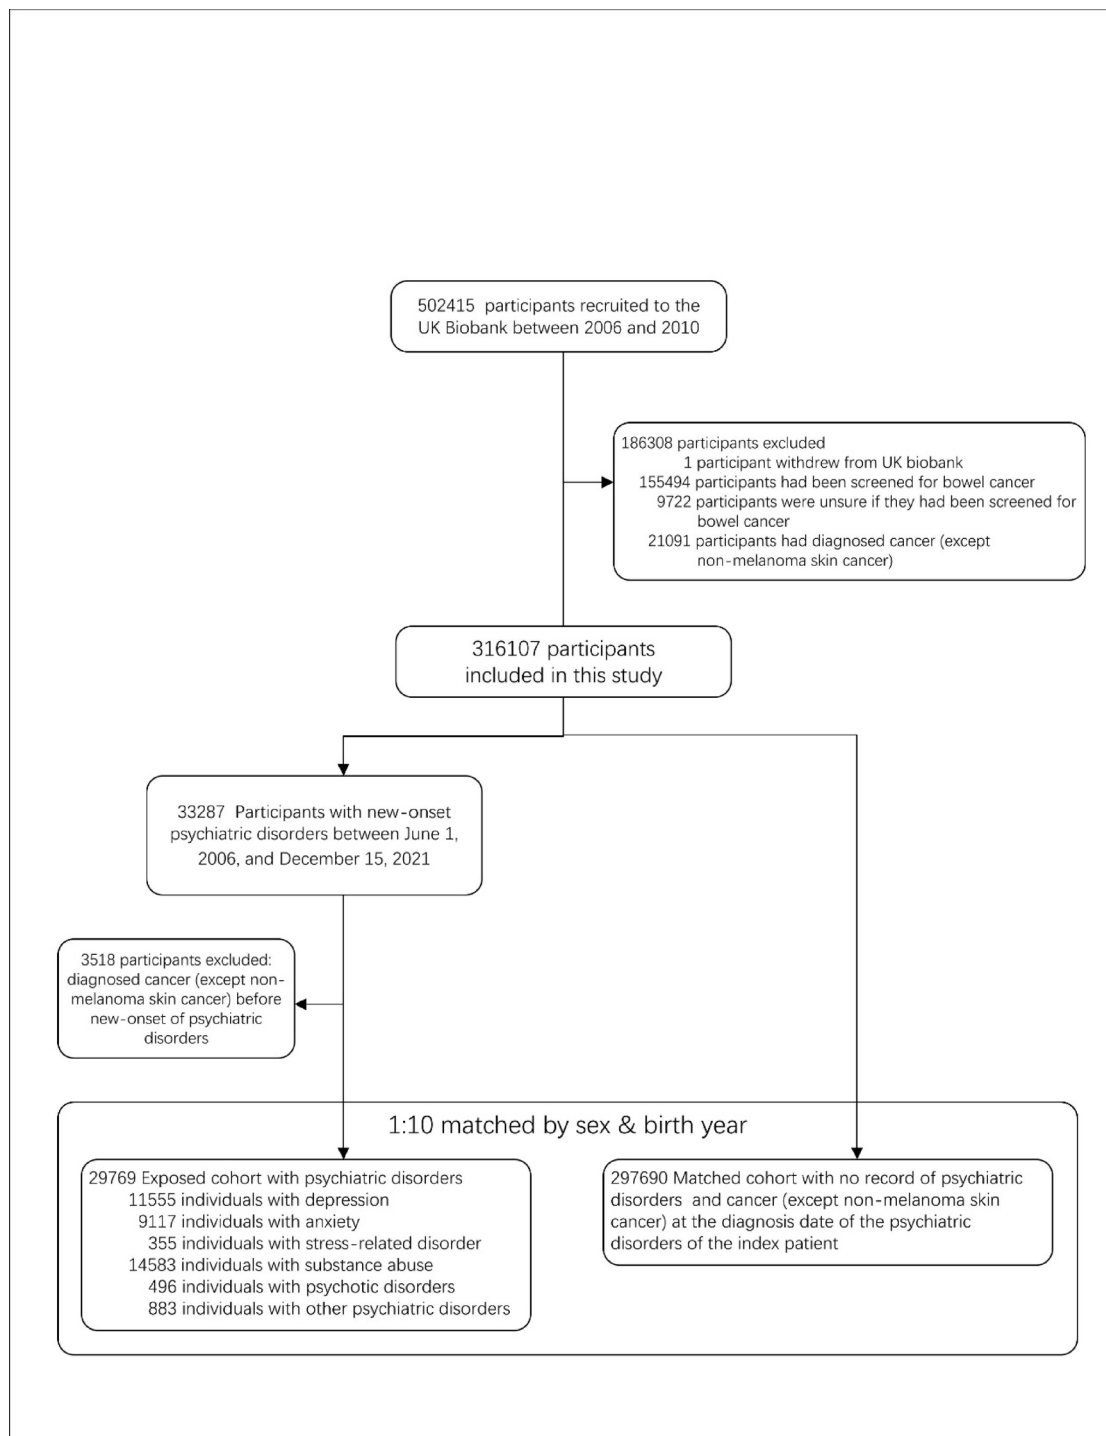 502415 participants recruited to the
UK Biobank between 2006 and 2010
186308 participants excluded
1 participant withdrew from UK biobank
155494 participants had been screened for bowel cancer
9722 participants were unsure if they had been screened for
bowel cancer
21091 participants had diagnosed cancer (except
non-melanoma skin cancer)
316107 participants
included in this study
33287 Participants with new-onset
psychiatric disorders between June 1,
2006, and December 15, 2021
3518 participants excluded:
diagnosed cancer (except non-
melanoma skin cancer) before
new-onset of psychiatric
disorders
1:10 matched by sex & birth year
29769 Exposed cohort with psychiatric disorders
11555 individuals with depression
9117 individuals with anxiety
355 individuals with stress-related disorder
14583 individuals with substance abuse
496 individuals with psychotic disorders
883 individuals with other psychiatric disorders
297690 Matched cohort with no record of psychiatric
disorders and cancer (except non-melanoma skin
cancer) at the diagnosis date of the psychiatric
disorders of the index patient